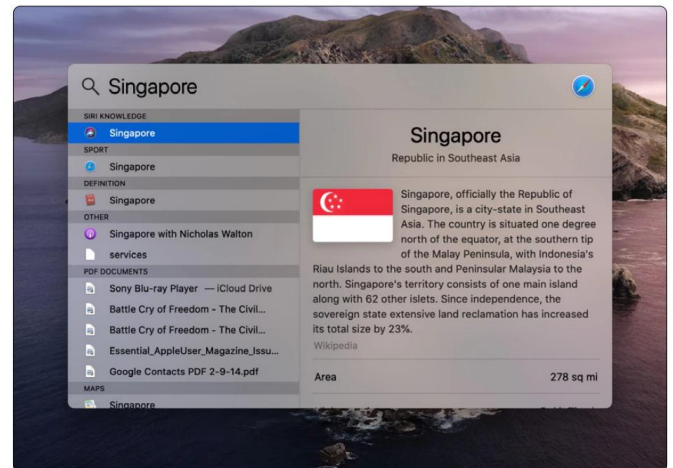 Singapore
SIRI KNOWLEDGE
Singapore
SPORT
Singapore
DEFINITION
Singapore
OTHER
Singapore with Nicholas Walton
services
PDF DOCUMENTS
Sony Blu-ray Player — iCloud Drive
Battle Cry of Freedom - The Civil...
Battle Cry of Freedom - The Civil...
Essential_AppleUser_Magazine_Issu...
Google Contacts PDF 2-9-14.pdf
MAPS
Singapore
Singapore
Republic in Southeast Asia
Singapore, officially the Republic of
Singapore, is a city-state in Southeast
Asia. The country is situated one degree
north of the equator, at the southern tip
of the Malay Peninsula, with Indonesia's
Riau Islands to the south and Peninsular Malaysia to the
north. Singapore's territory consists of one main island
along with 62 other islets. Since independence, the
sovereign state extensive land reclamation has increased
its total size by 23%.
Wikipedia
Area 278 sq mi